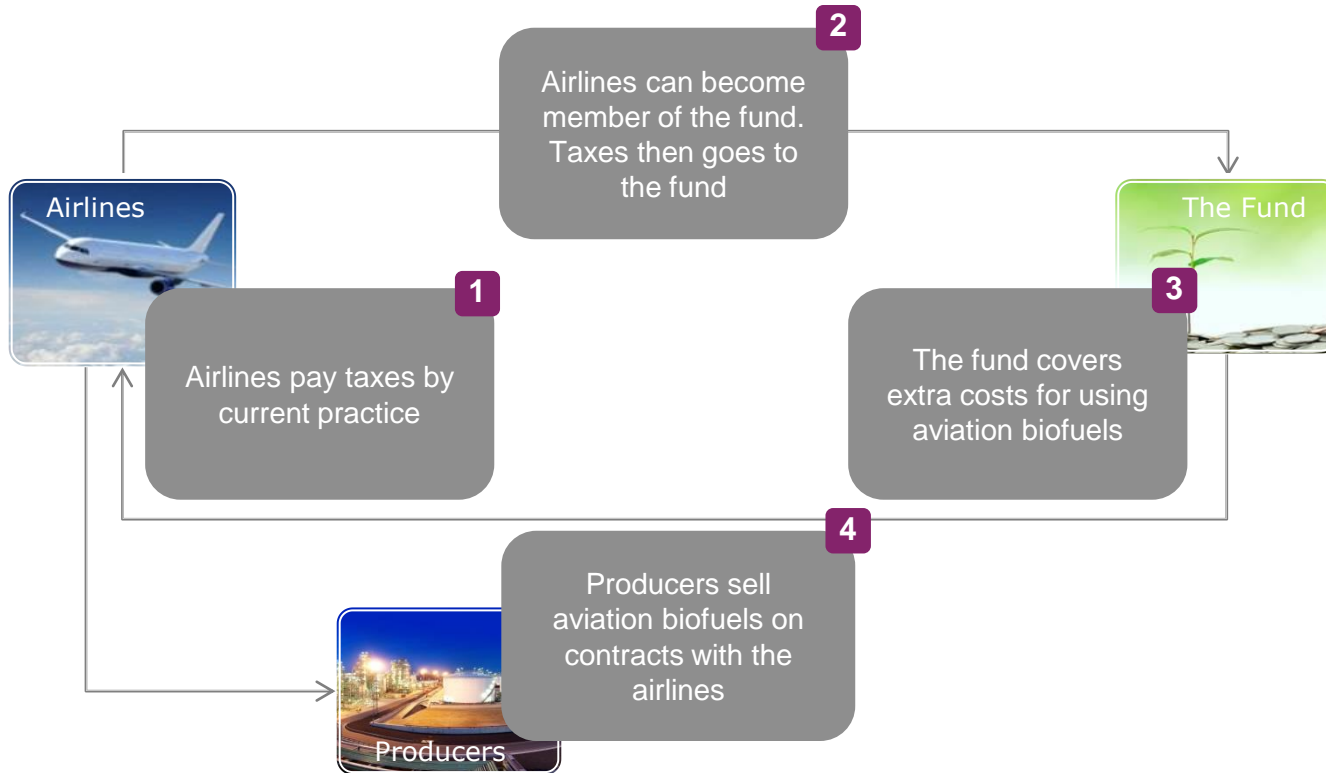 2
Airlines can become
member of the fund.
Taxes then goes to
the fund
Airlines
The Fund
1
Airlines pay taxes by
current practice
3
The fund covers
extra costs for using
aviation biofuels
4
Producers sell
aviation biofuels on
contracts with the
airlines
Producers